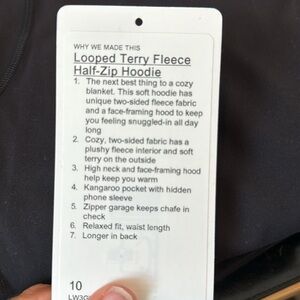 WHY WE MADE THIS
Looped Terry Fleece
Half-Zip Hoodie
1. The next best thing to a cozy
blanket. This soft hoodie has
unique two-sided fleece fabric
and a face-framing hood to keep
you feeling snuggled-in all day
long
2. Cozy, two-sided fabric has a
plushy fleece interior and soft
terry on the outside
3. High neck and face-framing hood
help keep you warm
4. Kangaroo pocket with hidden
phone sleeve
5. Zipper garage keeps chafe in
check
6. Relaxed fit, waist length
7. Longer in back
10